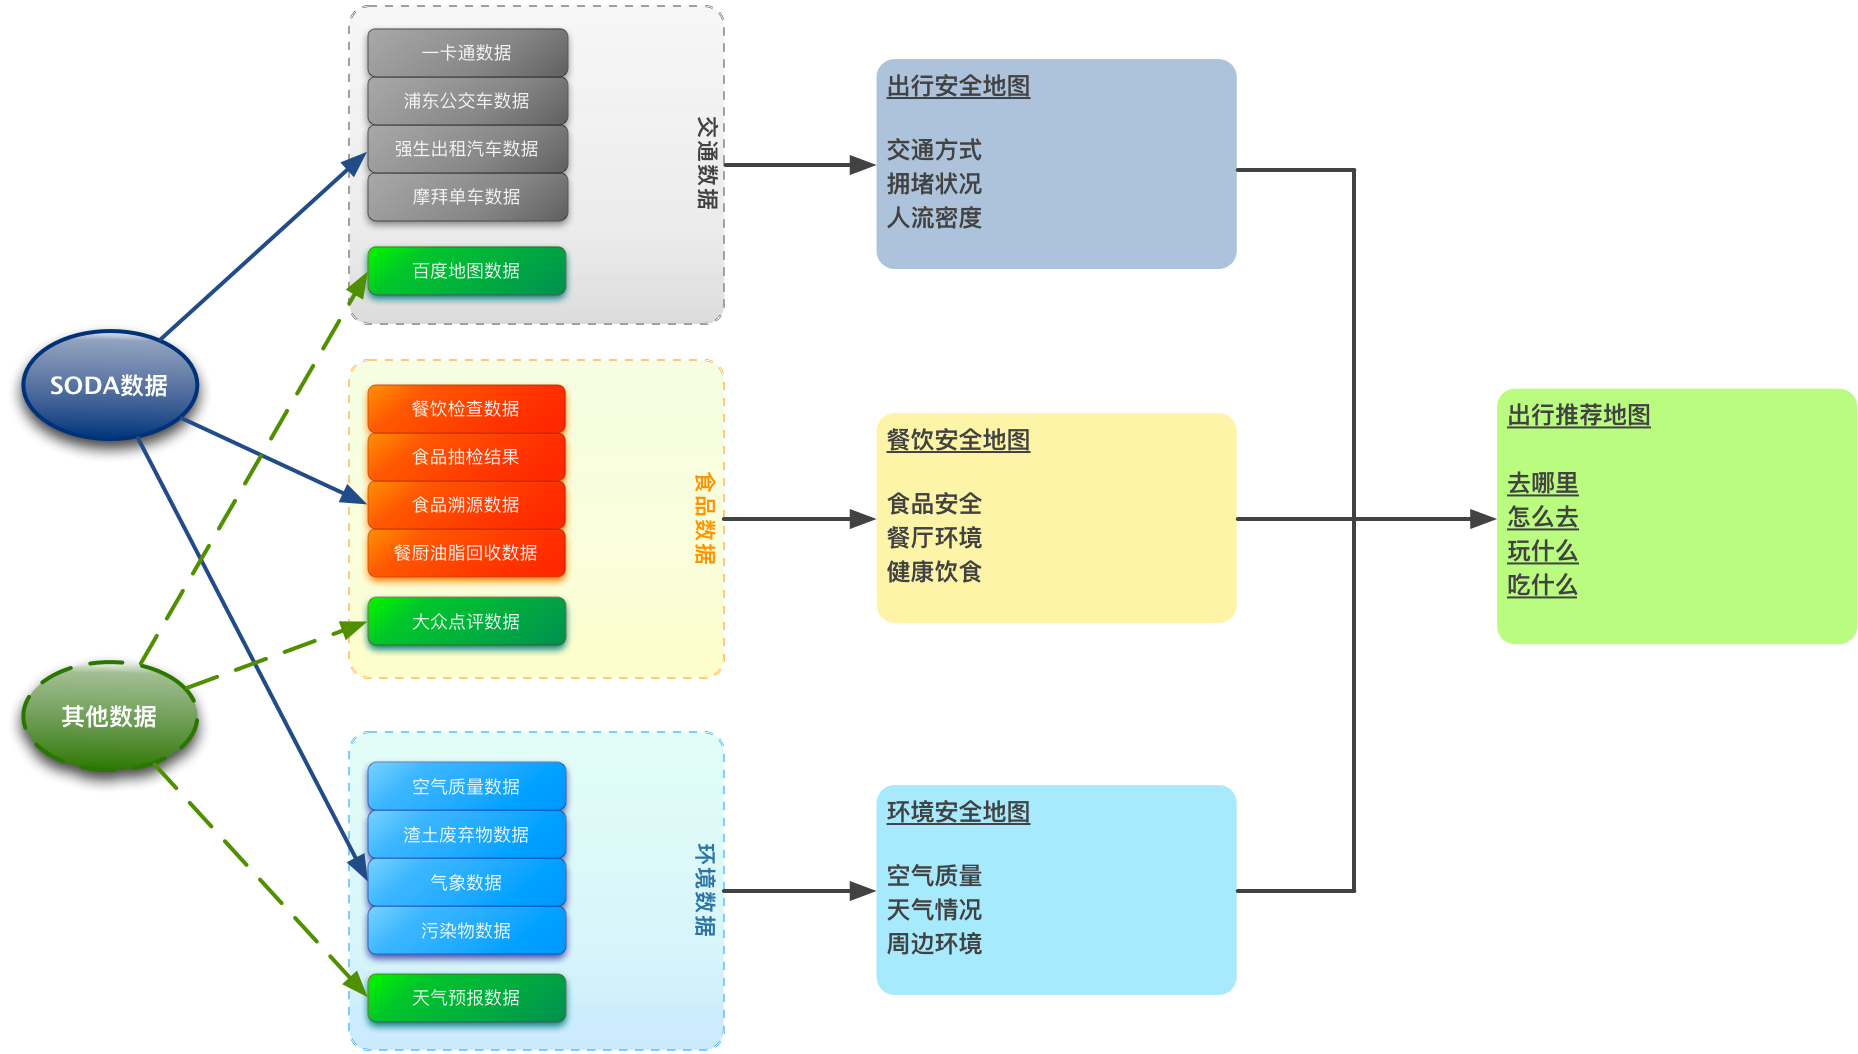 SODA数据
其他数据
一卡通数据
浦东公交车数据
强生出租汽车数据
摩拜单车数据
百度地图数据
交通数据
餐饮检查数据
食品抽检结果
食品溯源数据
餐厨油脂回收数据
大众点评数据
食品数据
空气质量数据
渣土废弃物数据
气象数据
污染物数据
天气预报数据
环境数据
出行安全地图
交通方式
拥堵状况
人流密度
餐饮安全地图
食品安全
餐厅环境
健康饮食
环境安全地图
空气质量
天气情况
周边环境
出行推荐地图
去哪里
怎么去
玩什么
吃什么